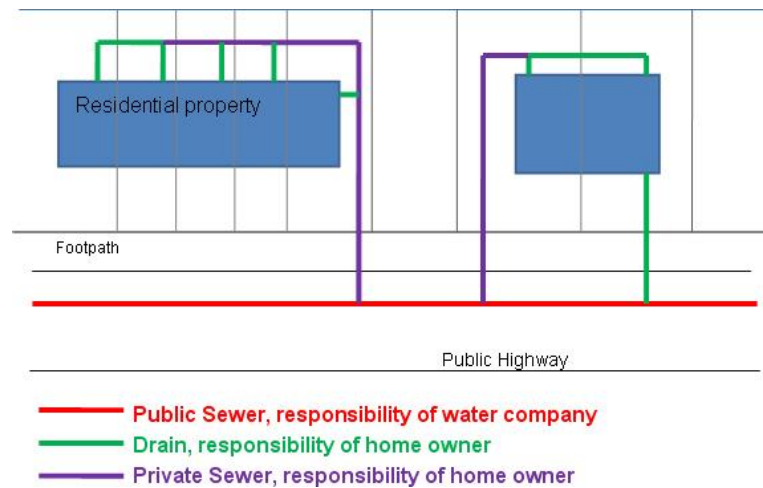 Residential property
Footpath
Public Highway
Public Sewer, responsibility of water company
Drain, responsibility of home owner
Private Sewer, responsibility of home owner